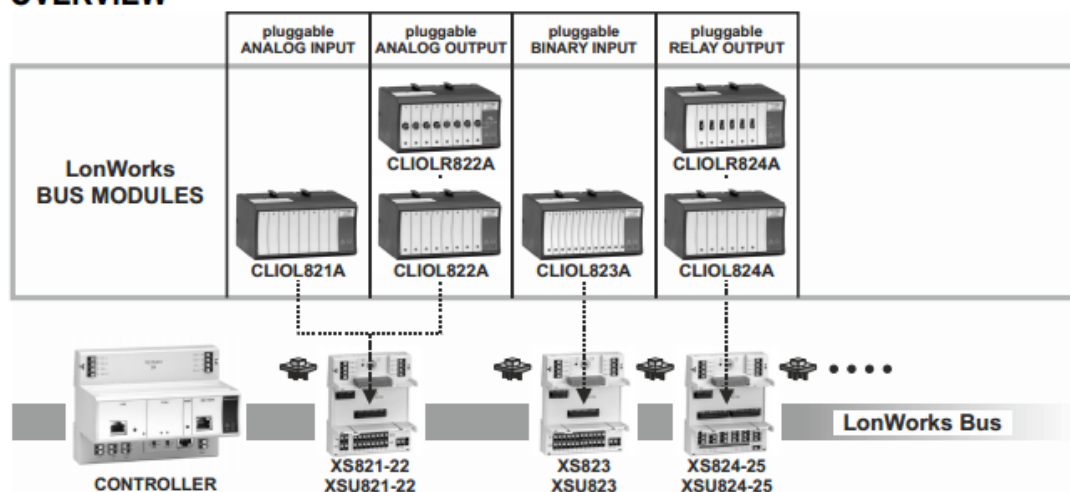 OVERVIEW
pluggable
ANALOG INPUT
pluggable
ANALOG OUTPUT
pluggable
BINARY INPUT
pluggable
RELAY OUTPUT
LonWorks
BUS MODULES
CLIOLR822A
CLIOLR824A
CLIOL821A
CLIOL822A
CLIOL823A
CLIOL824A
LonWorks Bus
CONTROLLER
XS821-22
XSU821-22
XS823
XSU823
XS824-25
XSU824-25